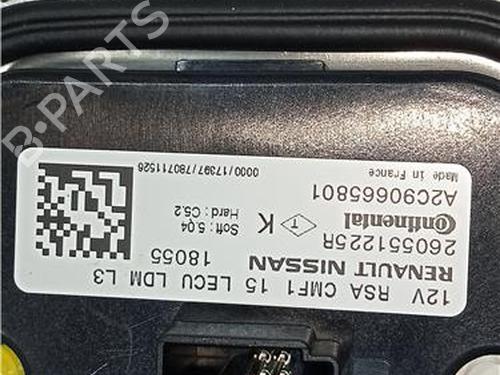 12V RSA CMF1 15 LECU LDM L3
RENAULT NISSAN 18055
260551225R
Continental T K Soft : 5.04
Hard : C5.2
A2C90665801
Made in France 0000/17397/780711526
B-PARTS